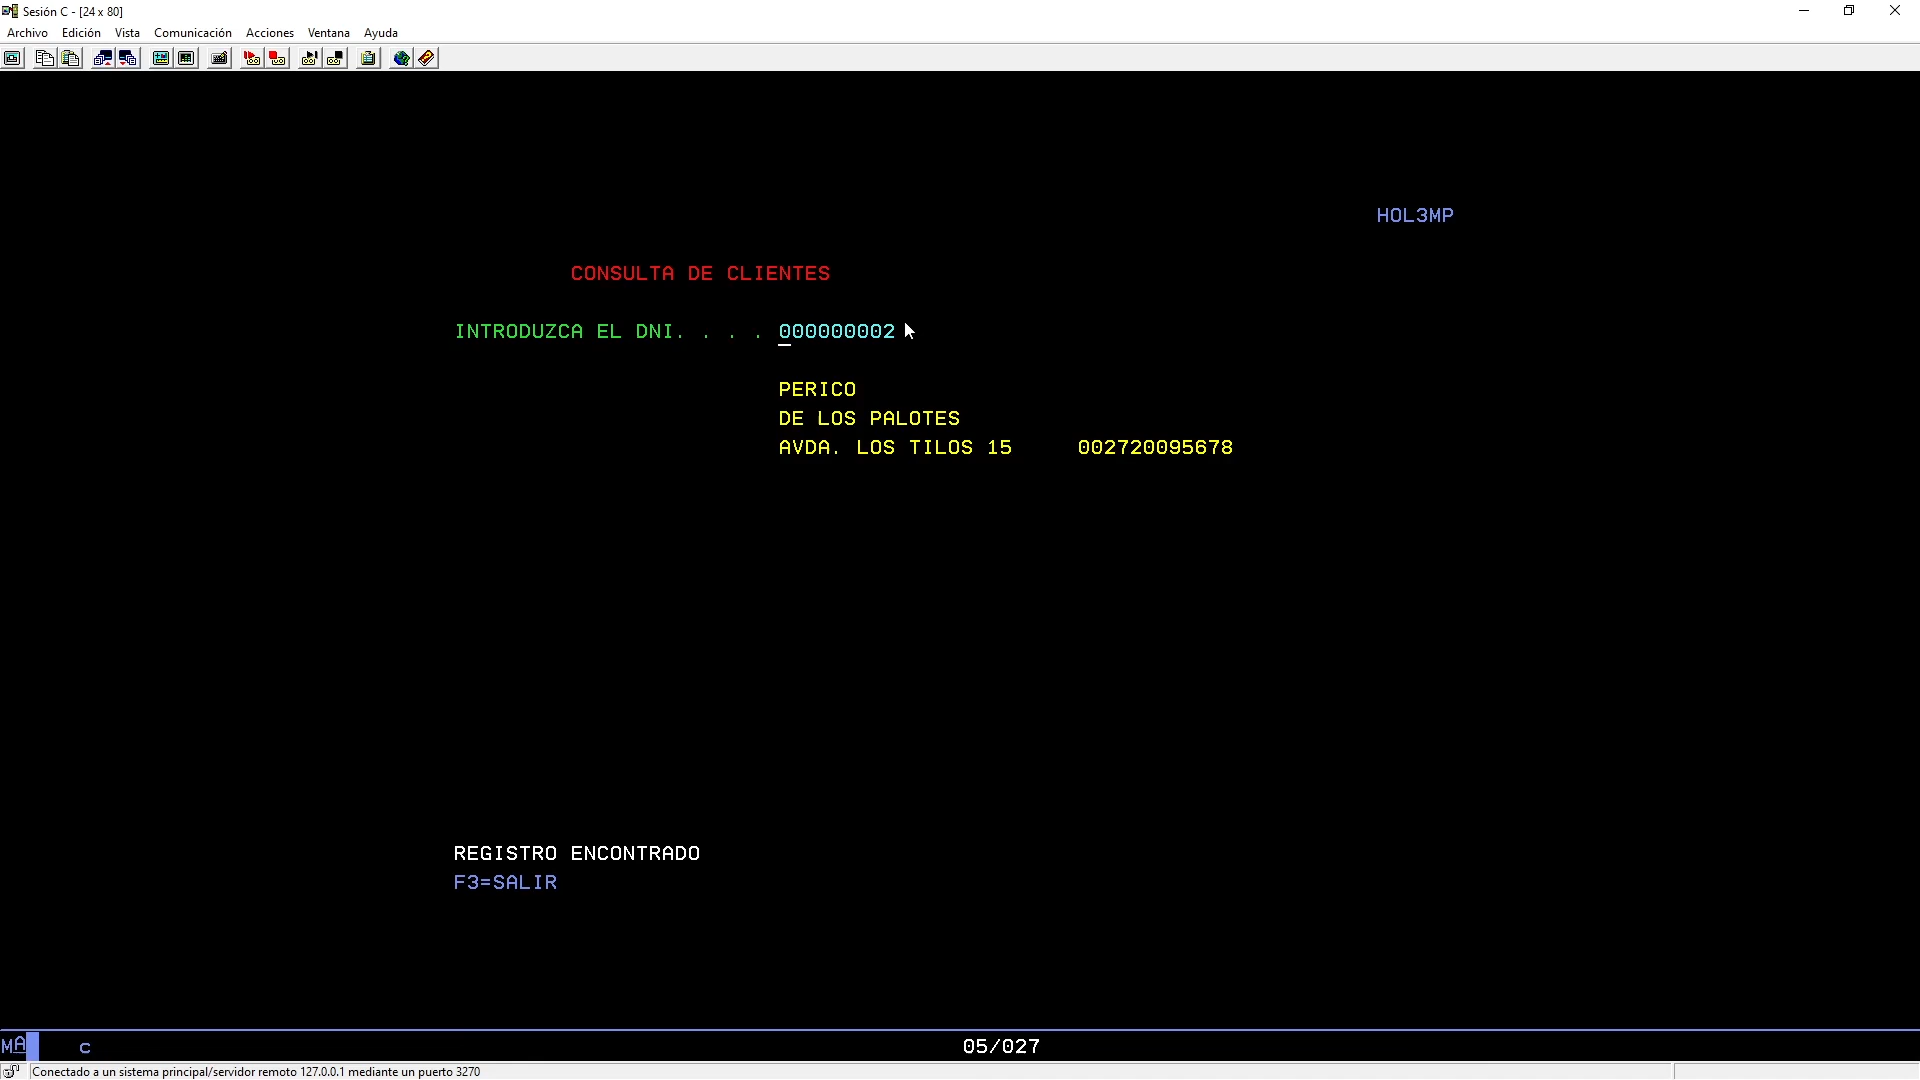 Sesión C - [24 x 80]
Archivo Edición Vista Comunicación Acciones Ventana Ayuda
HOL3MP
CONSULTA DE CLIENTES
INTRODUZCA EL DNI. . . . 000000002
PERICO
DE LOS PALOTES
AVDA. LOS TILOS 15 002720095678
REGISTRO ENCONTRADO
F3=SALIR
MA c 05/027
Conectado a un sistema principal/servidor remoto 127.0.0.1 mediante un puerto 3270